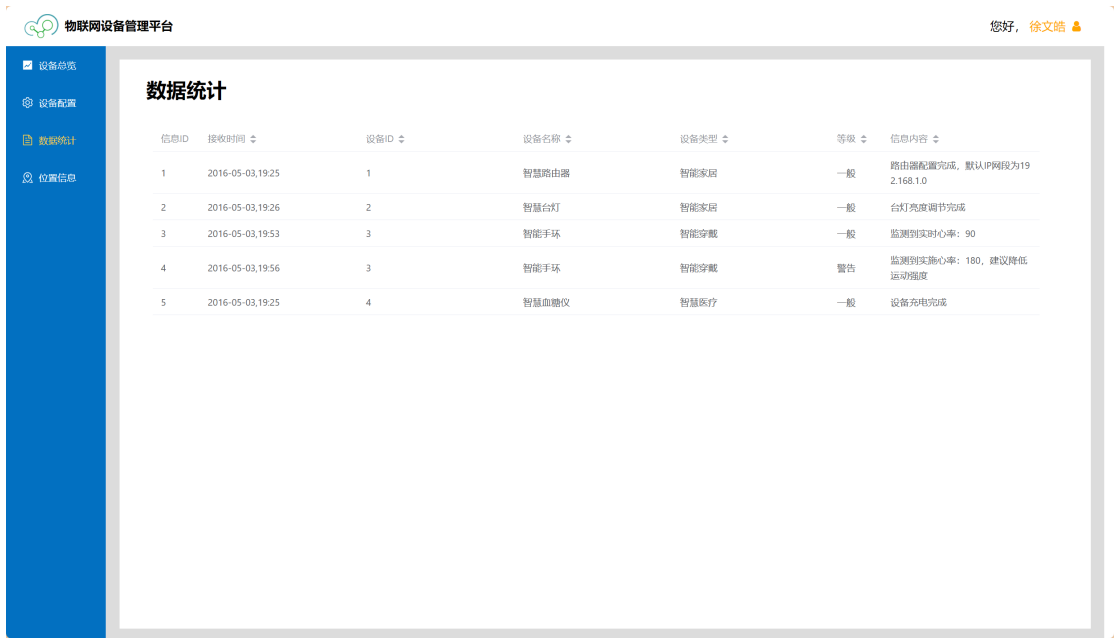 物联网设备管理平台
您好，徐文皓
设备总览
设备配置
数据统计
位置信息
数据统计
信息ID 接收时间 设备ID 设备名称 设备类型 等级 信息内容
1 2016-05-03,19:25 1 智慧路由器 智能家居 一般 路由器配置完成，默认IP网段为19
2.168.1.0
2 2016-05-03,19:26 2 智慧台灯 智能家居 一般 台灯亮度调节完成
3 2016-05-03,19:53 3 智能手环 智能穿戴 一般 监测到实时心率：90
4 2016-05-03,19:56 3 智能手环 智能穿戴 警告 监测到实施心率：180，建议降低
运动强度
5 2016-05-03,19:25 4 智慧血糖仪 智慧医疗 一般 设备充电完成